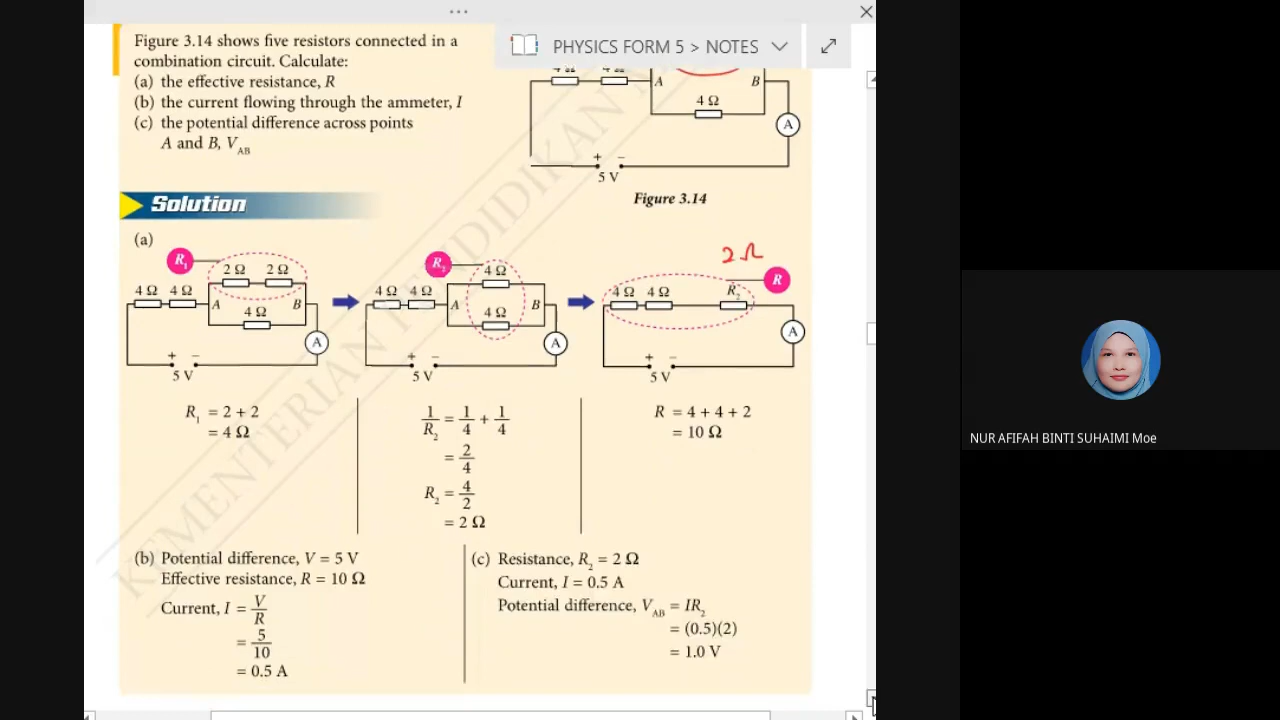 ...
PHYSICS FORM 5 > NOTES
Figure 3.14 shows five resistors connected in a
combination circuit. Calculate:
(a) the effective resistance, R
(b) the current flowing through the ammeter, I
(c) the potential difference across points
A and B, V_AB
A B
4 Ω
A
+ −
5 V
Figure 3.14
Solution
(a)
R₁
2 Ω 2 Ω
4 Ω 4 Ω
A B
4 Ω
A
+ −
5 V
R₂
4 Ω
4 Ω 4 Ω
A B
4 Ω
A
+ −
5 V
2 Ω
R
4 Ω 4 Ω R₂
A
+ −
5 V
R₁ = 2 + 2
= 4 Ω
1/R₂ = 1/4 + 1/4
= 2/4
R₂ = 4/2
= 2 Ω
R = 4 + 4 + 2
= 10 Ω
(b) Potential difference, V = 5 V
Effective resistance, R = 10 Ω
Current, I = V/R
= 5/10
= 0.5 A
(c) Resistance, R₂ = 2 Ω
Current, I = 0.5 A
Potential difference, V_AB = IR₂
= (0.5)(2)
= 1.0 V
KEMENTERIAN PENDIDIKAN
NUR AFIFAH BINTI SUHAIMI Moe